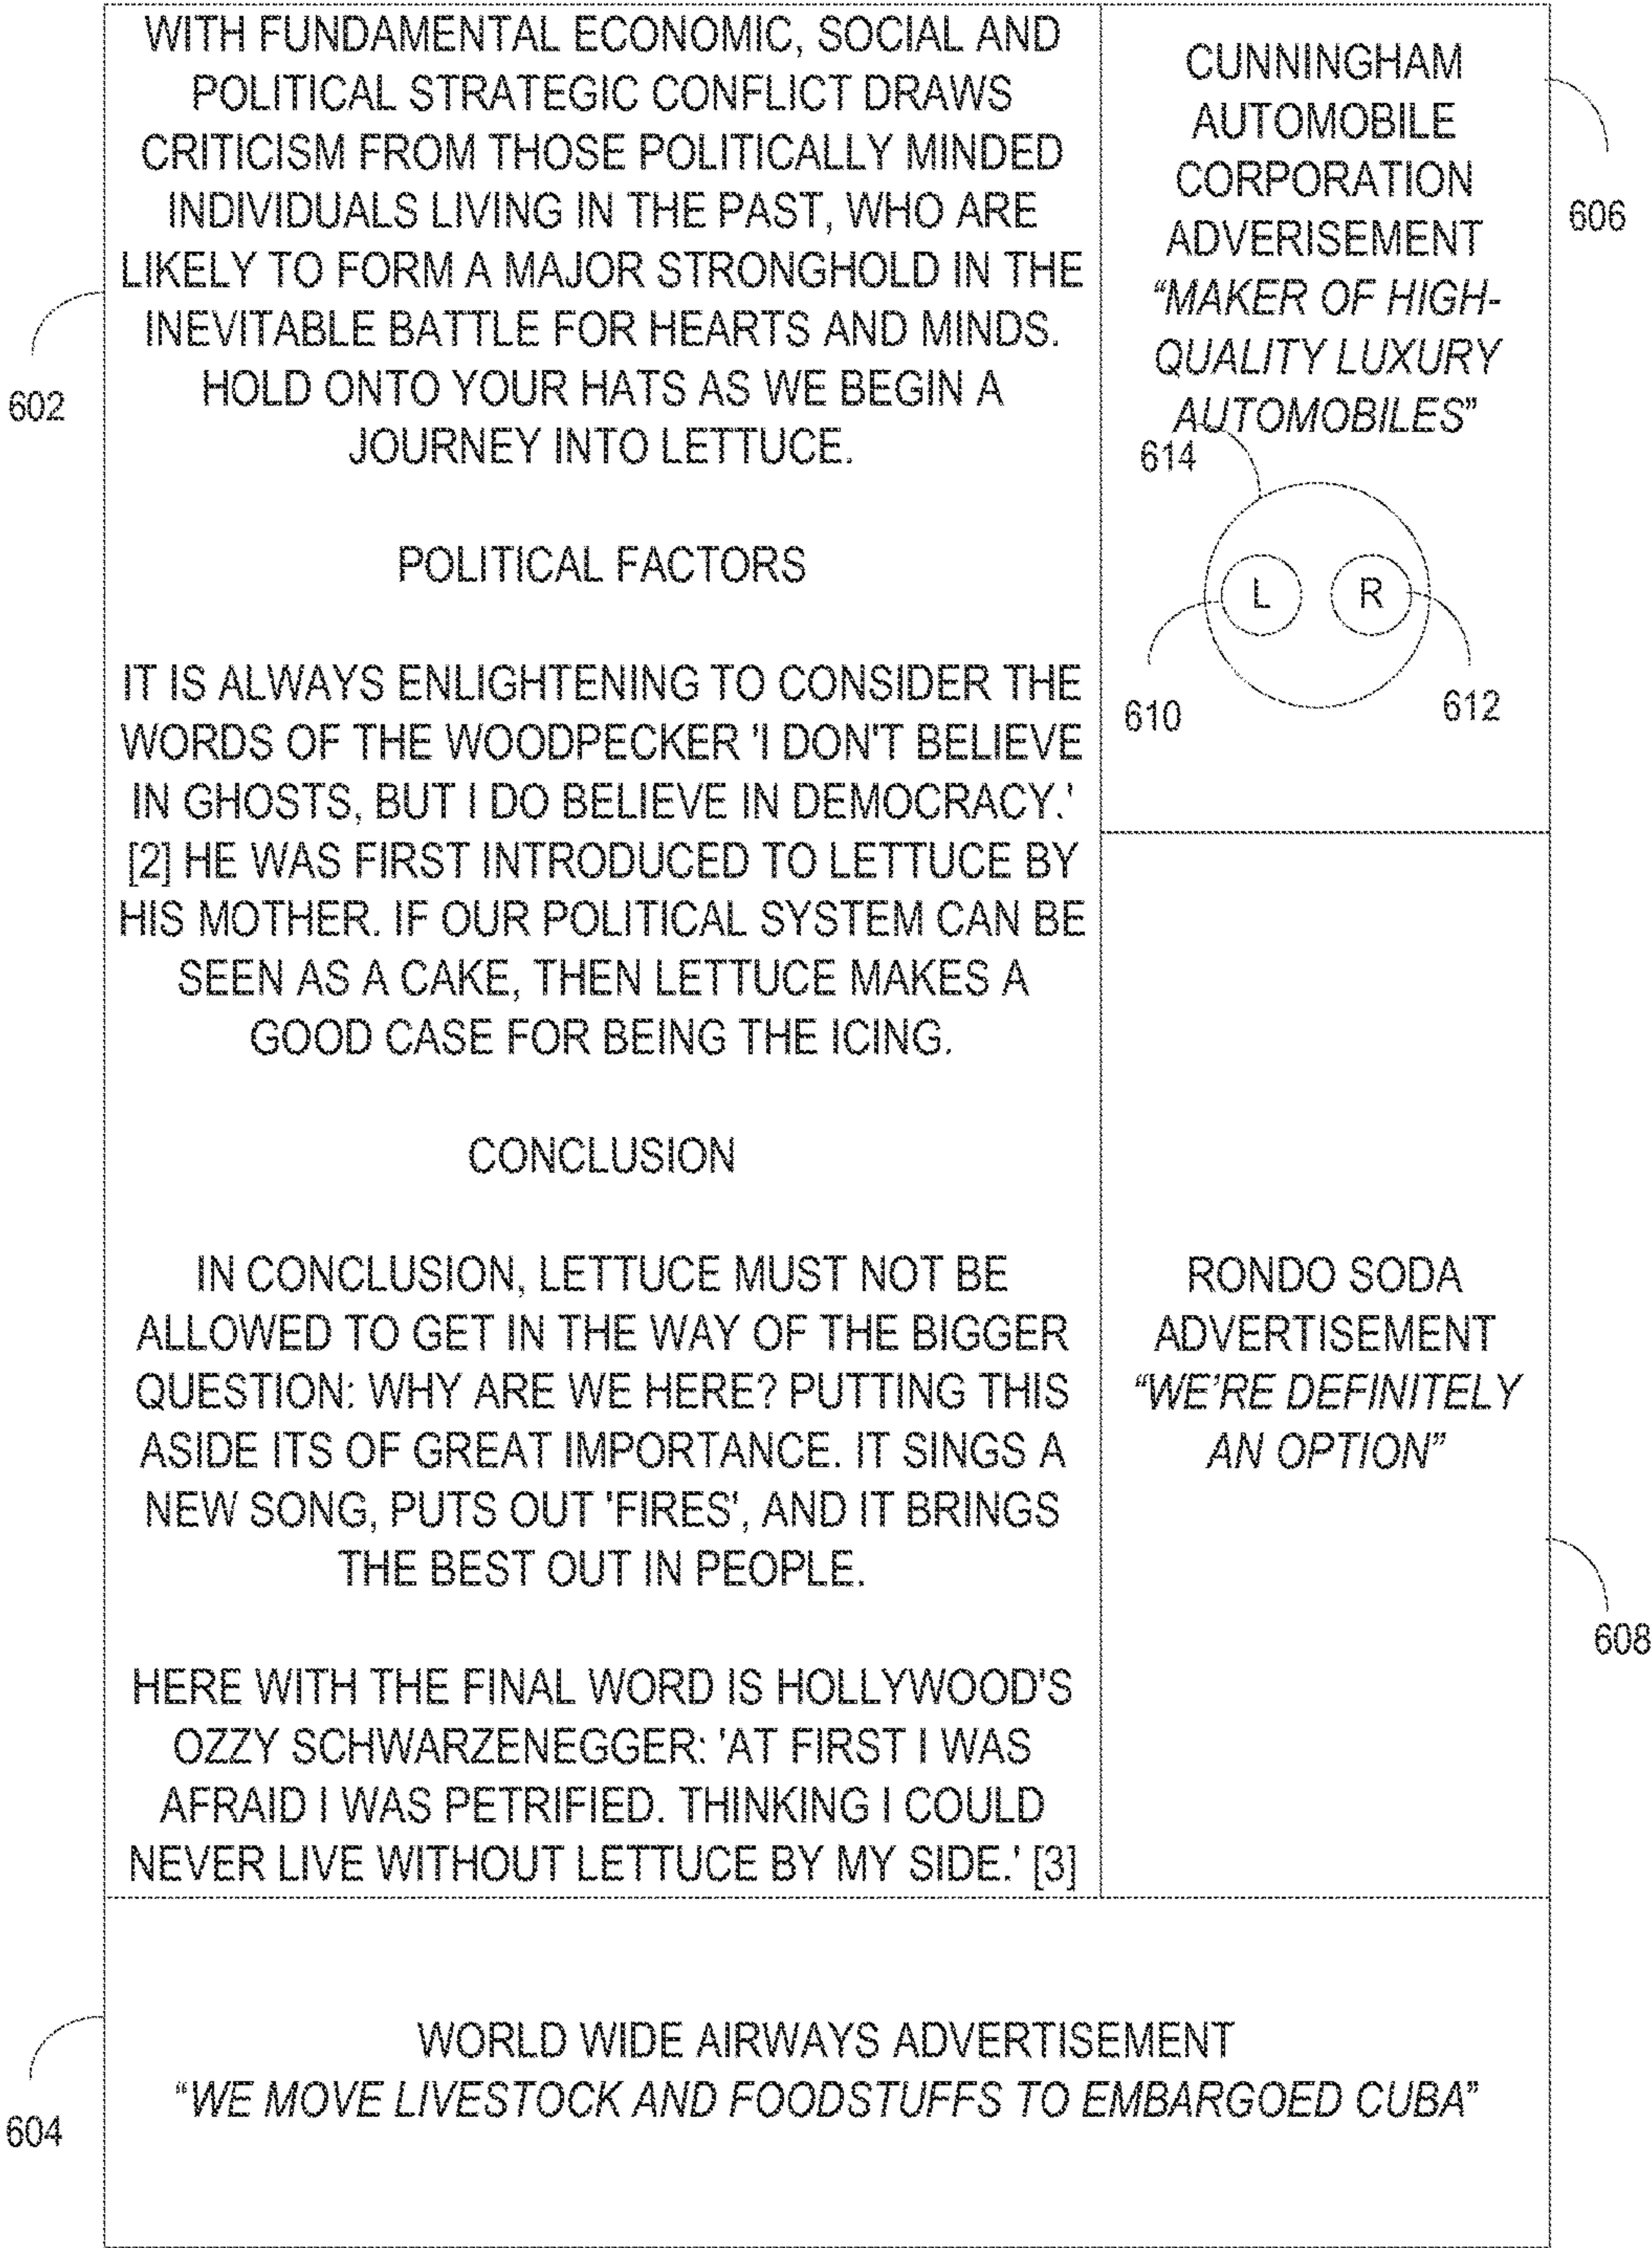 WITH FUNDAMENTAL ECONOMIC, SOCIAL AND
POLITICAL STRATEGIC CONFLICT DRAWS
CRITICISM FROM THOSE POLITICALLY MINDED
INDIVIDUALS LIVING IN THE PAST, WHO ARE
LIKELY TO FORM A MAJOR STRONGHOLD IN THE
INEVITABLE BATTLE FOR HEARTS AND MINDS.
HOLD ONTO YOUR HATS AS WE BEGIN A
JOURNEY INTO LETTUCE.
POLITICAL FACTORS
IT IS ALWAYS ENLIGHTENING TO CONSIDER THE
WORDS OF THE WOODPECKER 'I DON'T BELIEVE
IN GHOSTS, BUT I DO BELIEVE IN DEMOCRACY.'
[2] HE WAS FIRST INTRODUCED TO LETTUCE BY
HIS MOTHER. IF OUR POLITICAL SYSTEM CAN BE
SEEN AS A CAKE, THEN LETTUCE MAKES A
GOOD CASE FOR BEING THE ICING.
CONCLUSION
IN CONCLUSION, LETTUCE MUST NOT BE
ALLOWED TO GET IN THE WAY OF THE BIGGER
QUESTION: WHY ARE WE HERE? PUTTING THIS
ASIDE ITS OF GREAT IMPORTANCE. IT SINGS A
NEW SONG, PUTS OUT 'FIRES', AND IT BRINGS
THE BEST OUT IN PEOPLE.
HERE WITH THE FINAL WORD IS HOLLYWOOD'S
OZZY SCHWARZENEGGER: 'AT FIRST I WAS
AFRAID I WAS PETRIFIED. THINKING I COULD
NEVER LIVE WITHOUT LETTUCE BY MY SIDE.' [3]
602
CUNNINGHAM
AUTOMOBILE
CORPORATION
ADVERISEMENT
“MAKER OF HIGH-
QUALITY LUXURY
AUTOMOBILES”
606
614
L
R
610
612
RONDO SODA
ADVERTISEMENT
“WE’RE DEFINITELY
AN OPTION”
608
WORLD WIDE AIRWAYS ADVERTISEMENT
“WE MOVE LIVESTOCK AND FOODSTUFFS TO EMBARGOED CUBA”
604